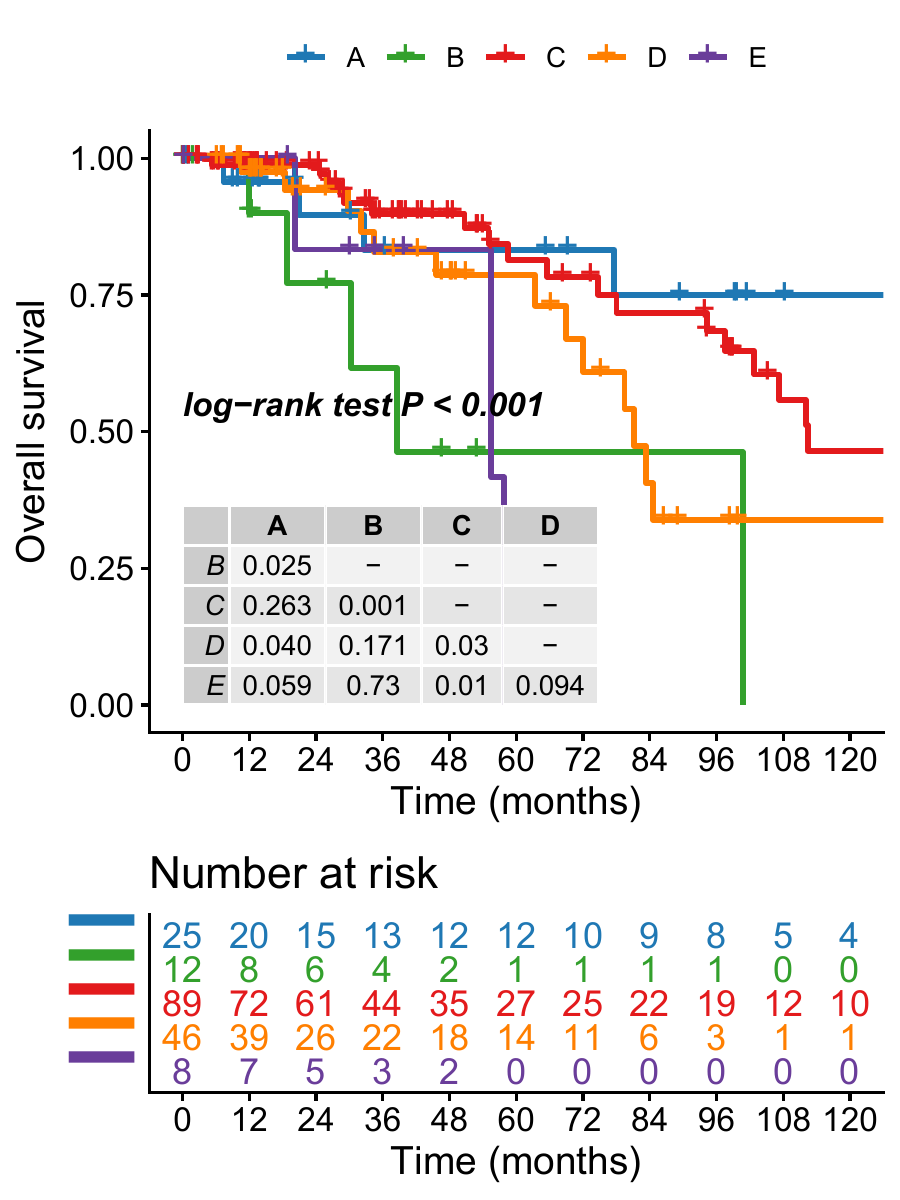 A B C D E
1.00
0.75
0.50
0.25
0.00
Overall survival
log−rank test P < 0.001
A B C D
B 0.025 − − −
C 0.263 0.001 − −
D 0.040 0.171 0.03 −
E 0.059 0.73 0.01 0.094
0 12 24 36 48 60 72 84 96 108 120
Time (months)
Number at risk
25 20 15 13 12 12 10 9 8 5 4
12 8 6 4 2 1 1 1 1 0 0
89 72 61 44 35 27 25 22 19 12 10
46 39 26 22 18 14 11 6 3 1 1
8 7 5 3 2 0 0 0 0 0 0
0 12 24 36 48 60 72 84 96 108 120
Time (months)